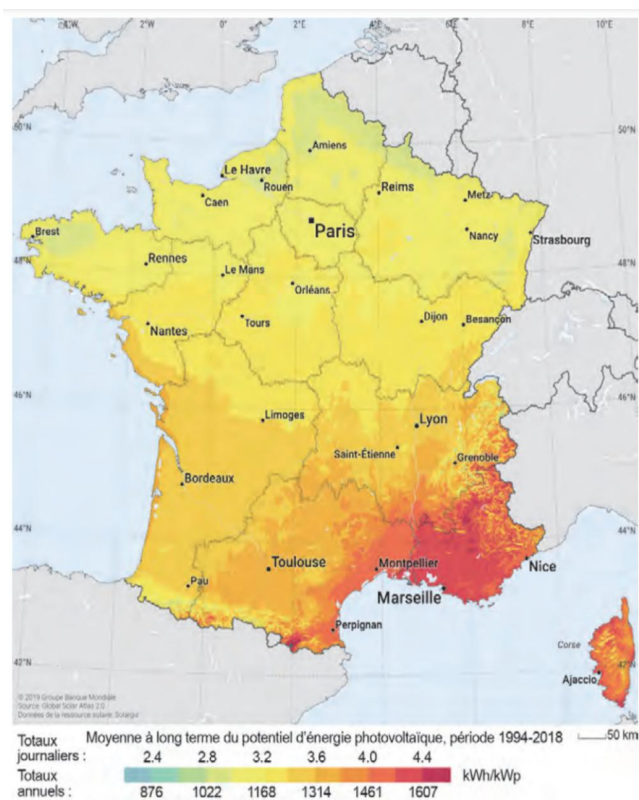 4°W 2°W 0° 2°E 4°E 6°E 8°E 10°E
50°N 50°N
Amiens
Le Havre
Rouen
Reims
Caen
Metz
Paris
Nancy
Brest
Strasbourg
48°N 48°N
Rennes
Le Mans
Orléans
Nantes
Tours
Dijon
Besançon
46°N 46°N
Limoges
Lyon
Saint-Étienne
Grenoble
Bordeaux
44°N 44°N
Toulouse
Montpellier
Nice
Pau
Marseille
Perpignan
Corse
42°N 42°N
Ajaccio
© 2019 Groupe Banque Mondiale
Source: Global Solar Atlas 2.0
Données de la ressource solaire: Solargis
Totaux journaliers : Moyenne à long terme du potentiel d'énergie photovoltaïque, période 1994-2018 50 km
2.4 2.8 3.2 3.6 4.0 4.4
Totaux annuels : kWh/kWp
876 1022 1168 1314 1461 1607